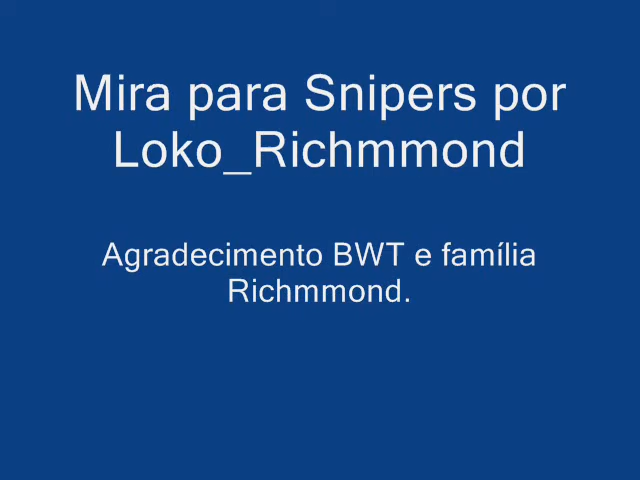 Mira para Snipers por
Loko_Richmmond
Agradecimento BWT e família
Richmmond.